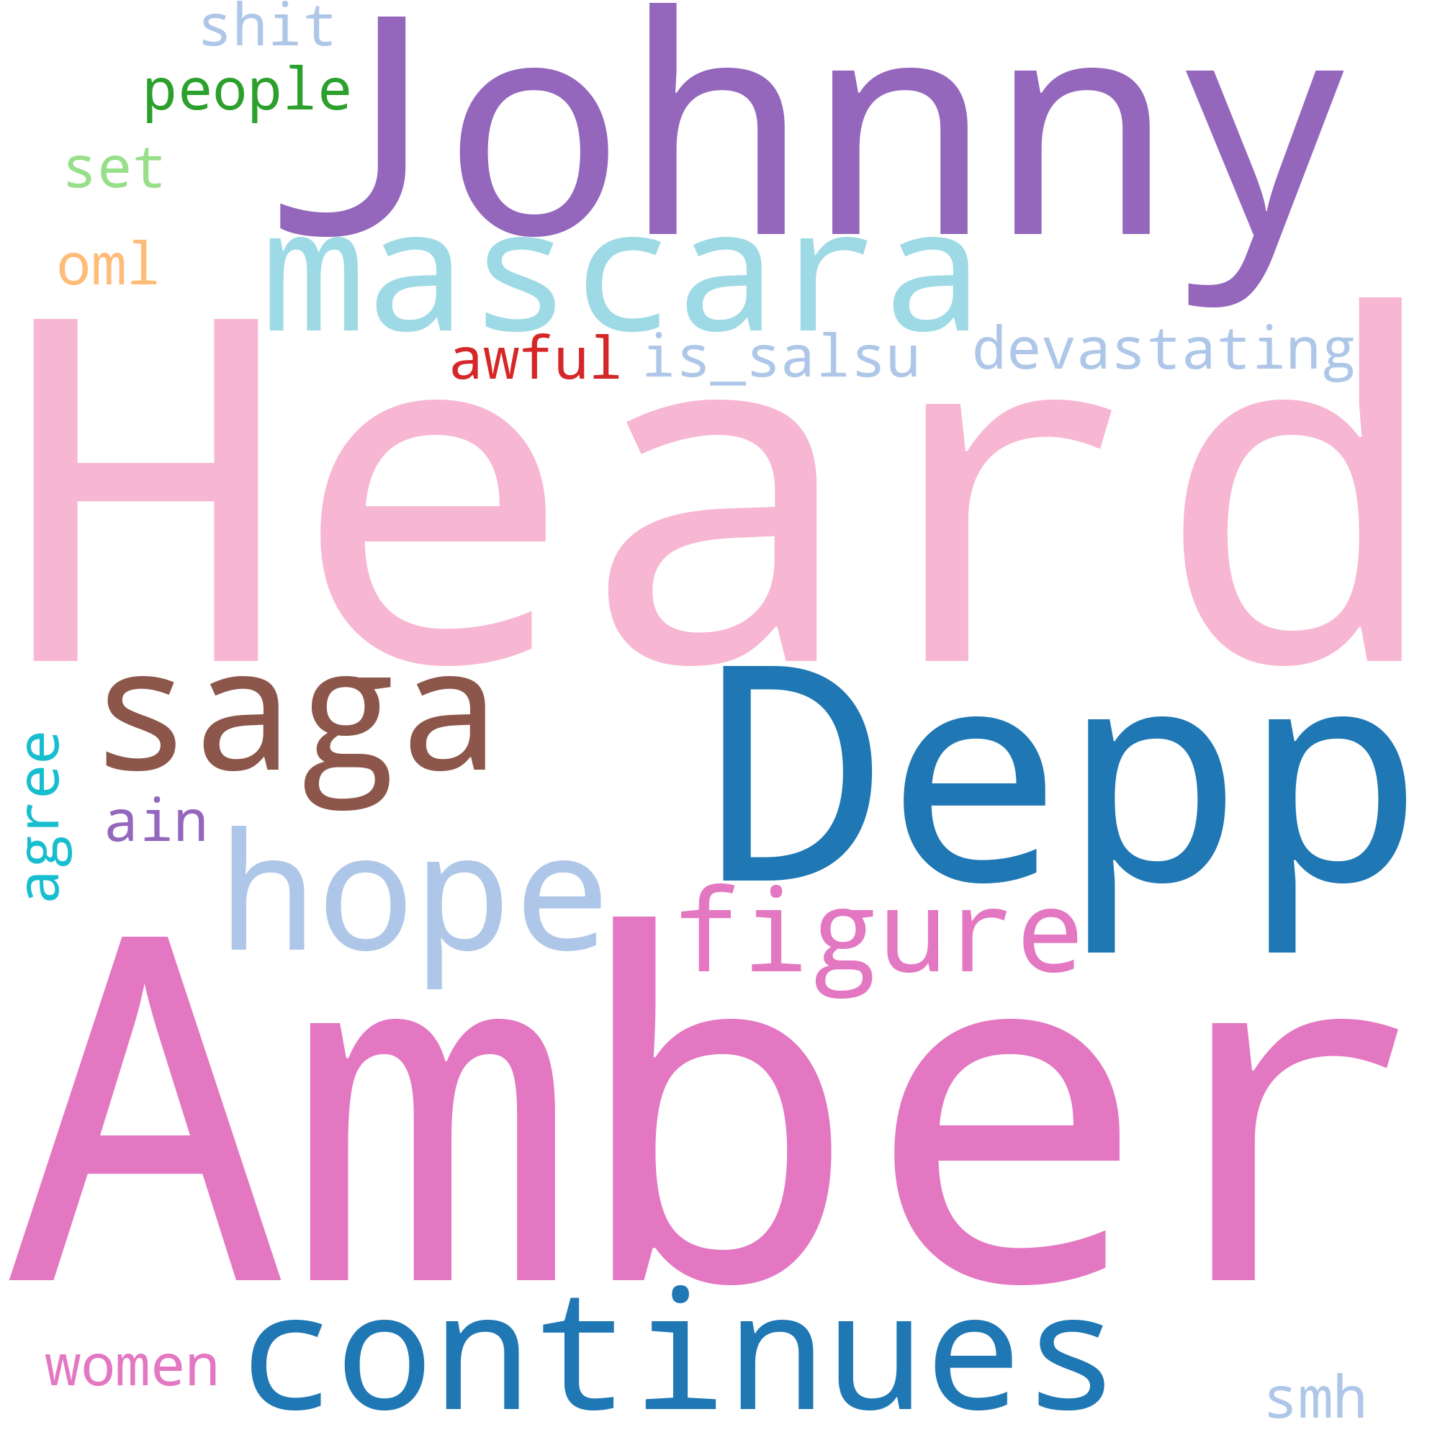 shit
Johnny
people
set
mascara
oml
awful
is_salsu
devastating
Heard
saga
Depp
agree
ain
hope
figure
Amber
continues
women
smh